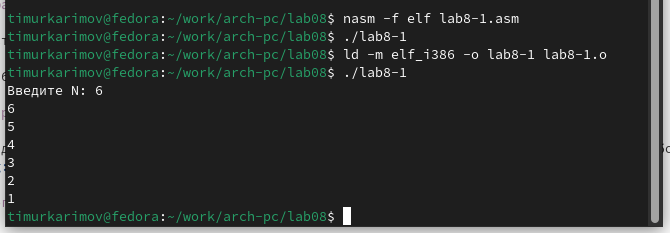 timurkarimov@fedora:~/work/arch-pc/lab08$ nasm -f elf lab8-1.asm
timurkarimov@fedora:~/work/arch-pc/lab08$ ./lab8-1
timurkarimov@fedora:~/work/arch-pc/lab08$ ld -m elf_i386 -o lab8-1 lab8-1.o
timurkarimov@fedora:~/work/arch-pc/lab08$ ./lab8-1
Введите N: 6
6
5
4
3
2
1
timurkarimov@fedora:~/work/arch-pc/lab08$